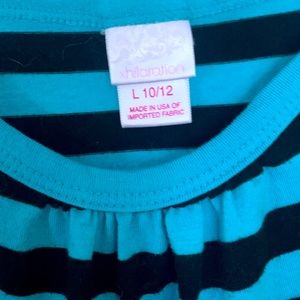 xhilaration
L 10/12
MADE IN USA OF
IMPORTED FABRIC